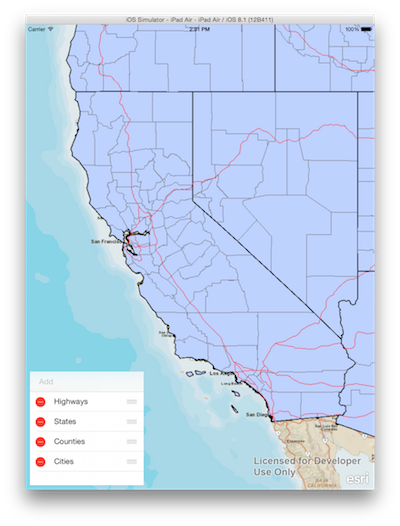 iOS Simulator - iPad Air - iPad Air / iOS 8.1 (12B411)
Carrier 2:21 PM 100%
San Francisco
Los Angeles
Long Beach
San Diego
Add
Highways
States
Counties
Cities
Licensed for Developer
Use Only
esri